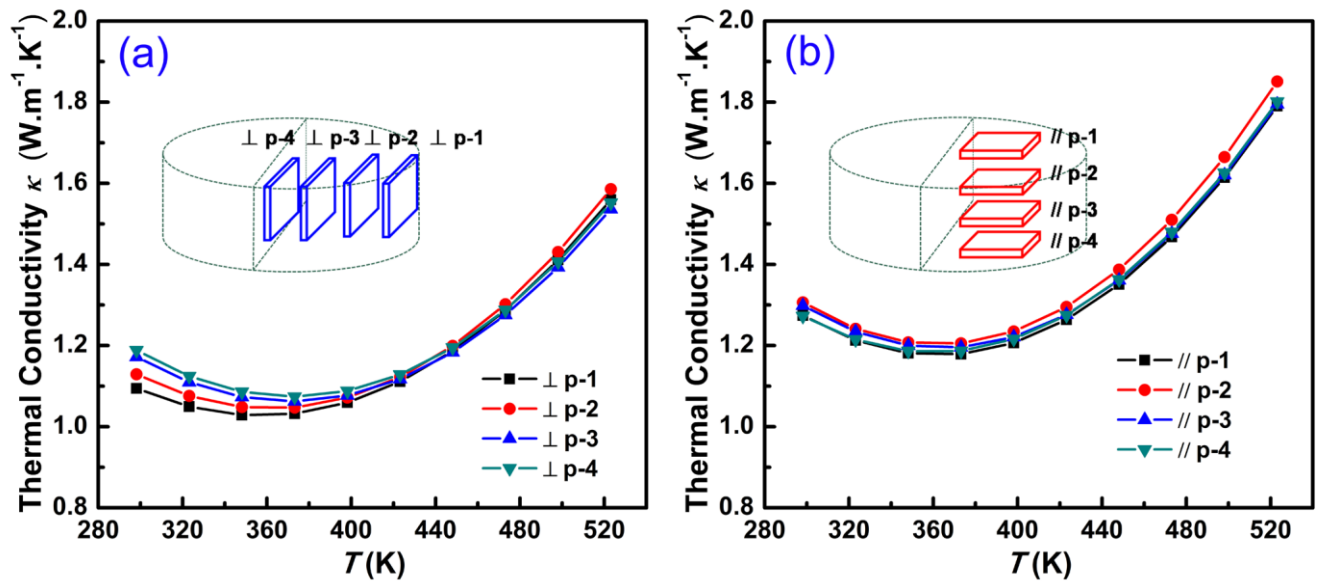 (a)
Thermal Conductivity κ (W.m⁻¹.K⁻¹)
2.0
1.8
1.6
1.4
1.2
1.0
0.8
⊥ p-4 ⊥ p-3 ⊥ p-2 ⊥ p-1
⊥ p-1
⊥ p-2
⊥ p-3
⊥ p-4
280 320 360 400 440 480 520
T (K)
(b)
Thermal Conductivity κ (W.m⁻¹.K⁻¹)
2.0
1.8
1.6
1.4
1.2
1.0
0.8
// p-1
// p-2
// p-3
// p-4
// p-1
// p-2
// p-3
// p-4
280 320 360 400 440 480 520
T (K)